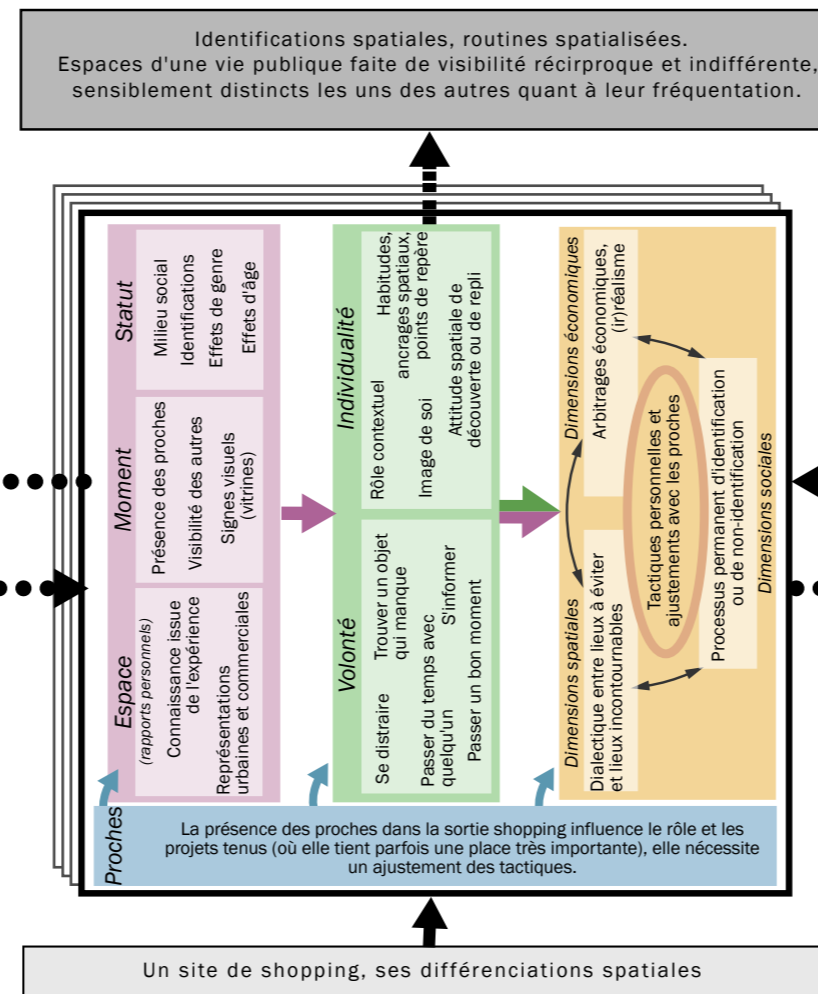 Identifications spatiales, routines spatialisées.
Espaces d'une vie publique faite de visibilité récirproque et indifférente,
sensiblement distincts les uns des autres quant à leur fréquentation.
Statut
Milieu social
Identifications
Effets de genre
Effets d'âge
Moment
Présence des proches
Visibilité des autres
Signes visuels
(vitrines)
Espace
(rapports personnels)
Connaissance issue
de l'expérience
Représentations
urbaines et commerciales
Individualité
Rôle contextuel
Habitudes,
ancrages spatiaux,
points de repère
Image de soi
Attitude spatiale de
découverte ou de repli
Volonté
Se distraire
Trouver un objet
qui manque
Passer du temps avec
quelqu'un
S'informer
Passer un bon moment
Dimensions économiques
Arbitrages économiques,
(ir)réalisme
Dimensions spatiales
Dialectique entre lieux à éviter
et lieux incontournables
Tactiques personnelles et
ajustements avec les proches
Processus permanent d'identification
ou de non-identification
Dimensions sociales
Proches
La présence des proches dans la sortie shopping influence le rôle et les
projets tenus (où elle tient parfois une place très importante), elle nécessite
un ajustement des tactiques.
Un site de shopping, ses différenciations spatiales